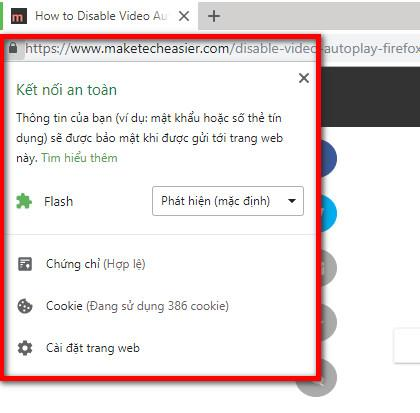 m How to Disable Video Au
https://www.maketecheasier.com/disable-video-autoplay-firefox
Kết nối an toàn
Thông tin của bạn (ví dụ: mật khẩu hoặc số thẻ tín
dụng) sẽ được bảo mật khi được gửi tới trang web
này. Tìm hiểu thêm
Flash Phát hiện (mặc định)
Chứng chỉ (Hợp lệ)
Cookie (Đang sử dụng 386 cookie)
Cài đặt trang web